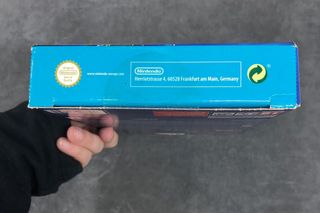 www.nintendo-europe.com
Nintendo
Herriotstrasse 4, 60528 Frankfurt am Main, Germany